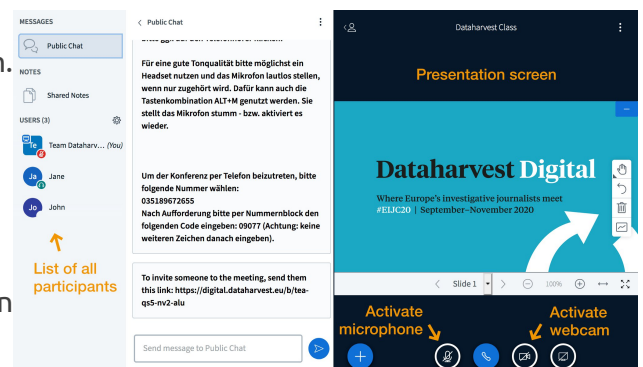 MESSAGES
Public Chat
NOTES
Shared Notes
USERS (3)
Te
Team Dataharv... (You)
Ja
Jane
Jo
John
List of all
participants
n.
n
Public Chat
Für eine gute Tonqualität bitte möglichst ein
Headset nutzen und das Mikrofon lautlos stellen,
wenn nur zugehört wird. Dafür kann auch die
Tastenkombination ALT+M genutzt werden. Sie
stellt das Mikrofon stumm - bzw. aktiviert es
wieder.
Um der Konferenz per Telefon beizutreten, bitte
folgende Nummer wählen:
035189672655
Nach Aufforderung bitte per Nummernblock den
folgenden Code eingeben: 09077 (Achtung: keine
weiteren Zeichen danach eingeben).
To invite someone to the meeting, send them
this link: https://digital.dataharvest.eu/b/tea-
qs5-nv2-alu
Send message to Public Chat
Dataharvest Class
Presentation screen
Dataharvest Digital
Where Europe's investigative journalists meet
#EIJC20 | September–November 2020
Slide 1
100%
Activate
microphone
Activate
webcam